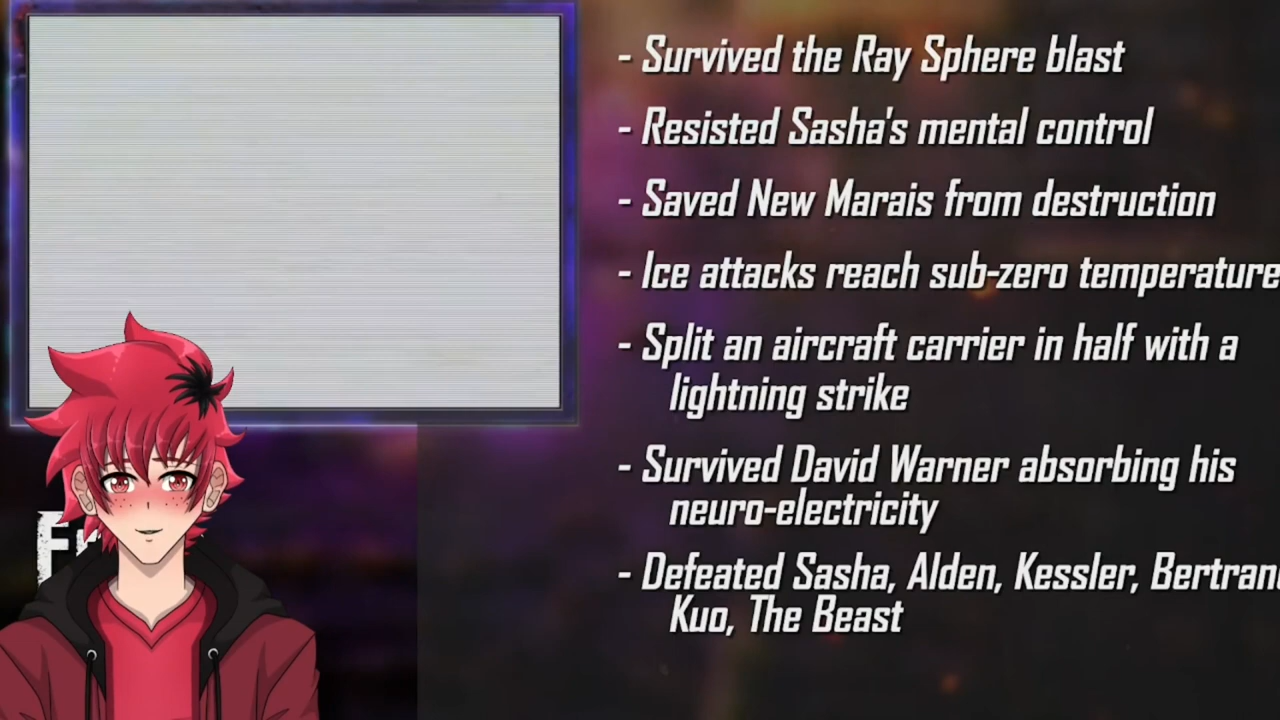 - Survived the Ray Sphere blast
- Resisted Sasha's mental control
- Saved New Marais from destruction
- Ice attacks reach sub-zero temperature
- Split an aircraft carrier in half with a
lightning strike
- Survived David Warner absorbing his
neuro-electricity
- Defeated Sasha, Alden, Kessler, Bertrand
Kuo, The Beast